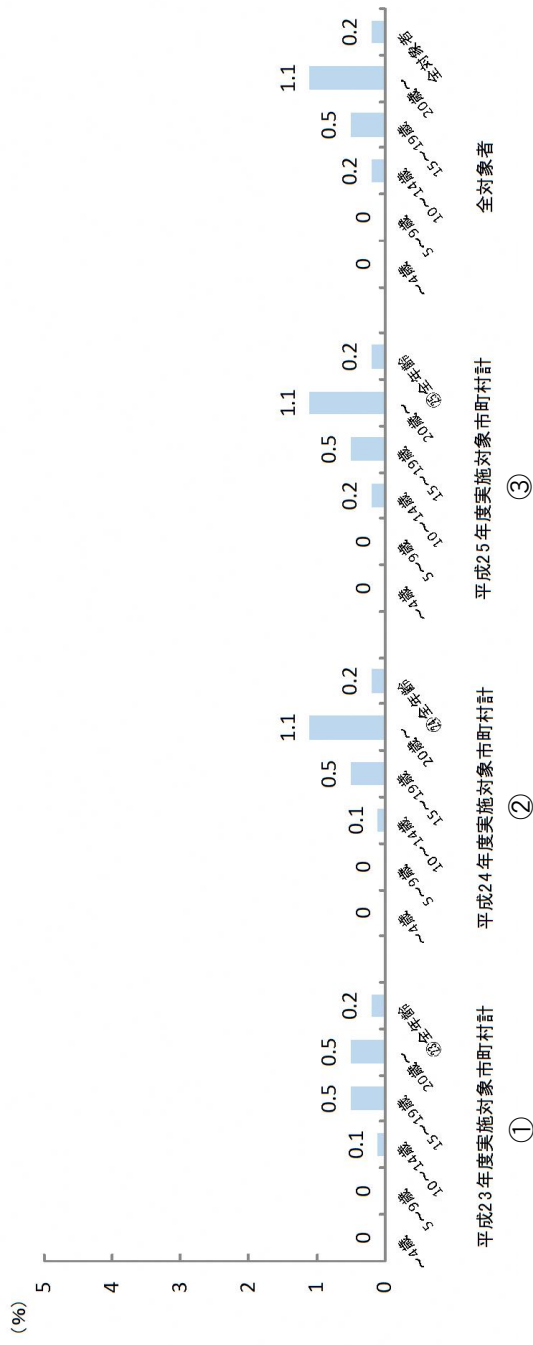 (%)
5
4
3
2
1
0
0
0
0.1
0.5
0.5
0.2
0
0
0.1
0.5
1.1
0.2
0
0
0.2
0.5
1.1
0.2
0
0
0.2
0.5
1.1
0.2
～4歳
5～9歳
10～14歳
15～19歳
20歳～
㉓全年齢
～4歳
5～9歳
10～14歳
15～19歳
20歳～
㉔全年齢
～4歳
5～9歳
10～14歳
15～19歳
20歳～
㉕全年齢
～4歳
5～9歳
10～14歳
15～19歳
20歳～
全対象者
平成23年度実施対象市町村計
平成24年度実施対象市町村計
平成25年度実施対象市町村計
全対象者
①
②
③